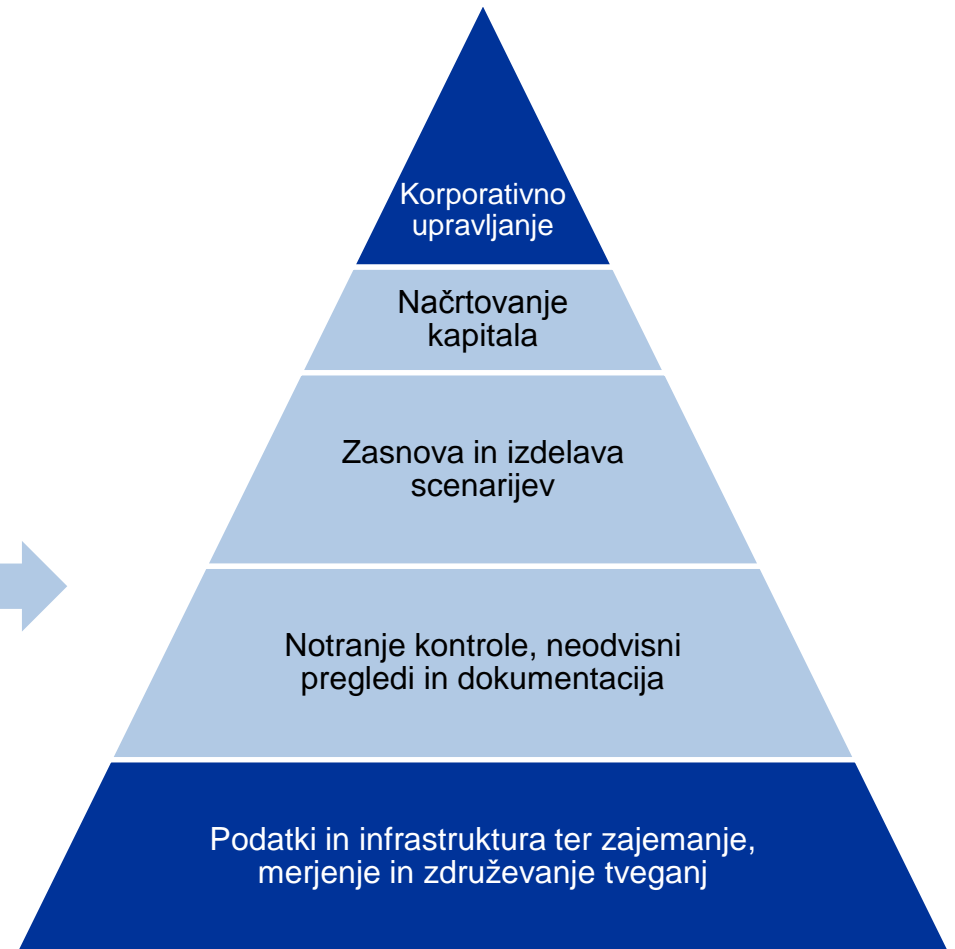 Korporativno
upravljanje
Načrtovanje
kapitala
Zasnova in izdelava
scenarijev
Notranje kontrole, neodvisni
pregledi in dokumentacija
Podatki in infrastruktura ter zajemanje,
merjenje in združevanje tveganj